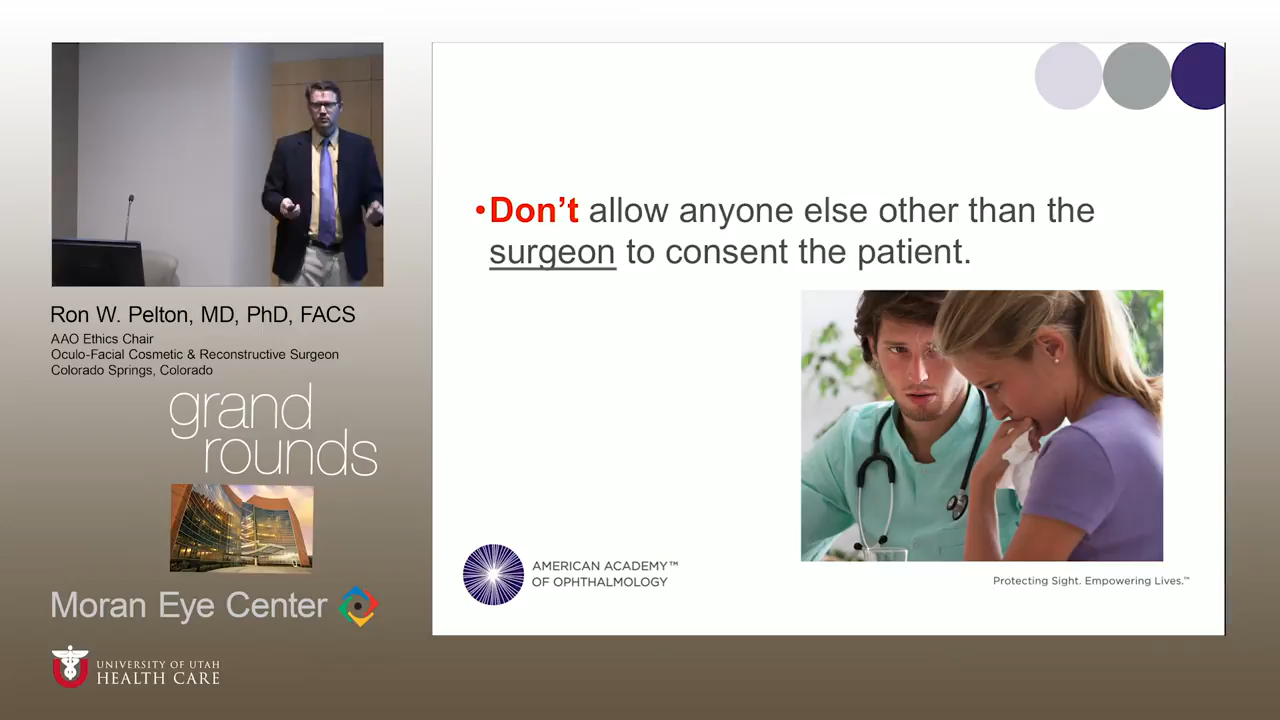 •Don't allow anyone else other than the
surgeon to consent the patient.
Ron W. Pelton, MD, PhD, FACS
AAO Ethics Chair
Oculo-Facial Cosmetic & Reconstructive Surgeon
Colorado Springs, Colorado
grand
rounds
Moran Eye Center
UNIVERSITY OF UTAH
HEALTH CARE
AMERICAN ACADEMY™
OF OPHTHALMOLOGY
Protecting Sight. Empowering Lives.™